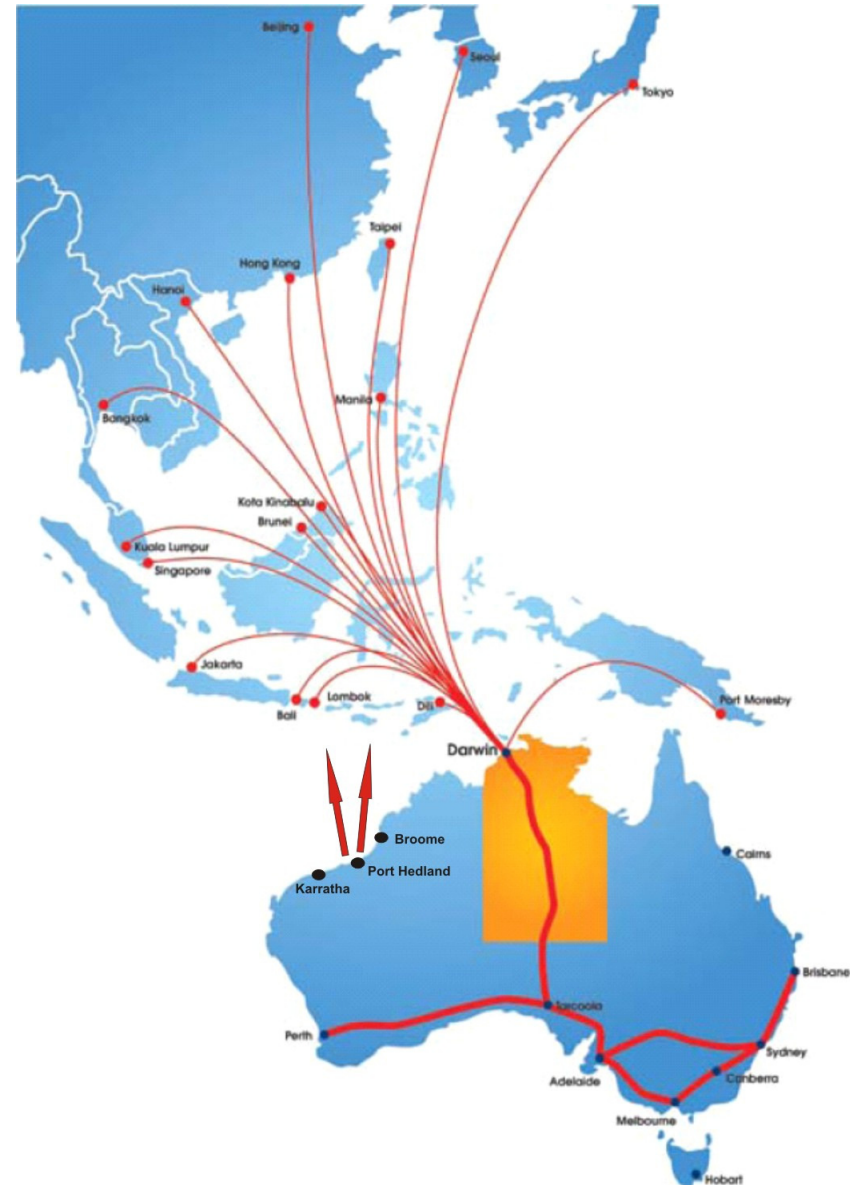 Beijing
Seoul
Tokyo
Taipei
Hong Kong
Hanoi
Manila
Bangkok
Kota Kinabalu
Brunei
Kuala Lumpur
Singapore
Jakarta
Lombok
Bali
Dili
Port Moresby
Darwin
Broome
Port Hedland
Karratha
Cairns
Brisbane
Tarcoola
Perth
Sydney
Adelaide
Canberra
Melbourne
Hobart